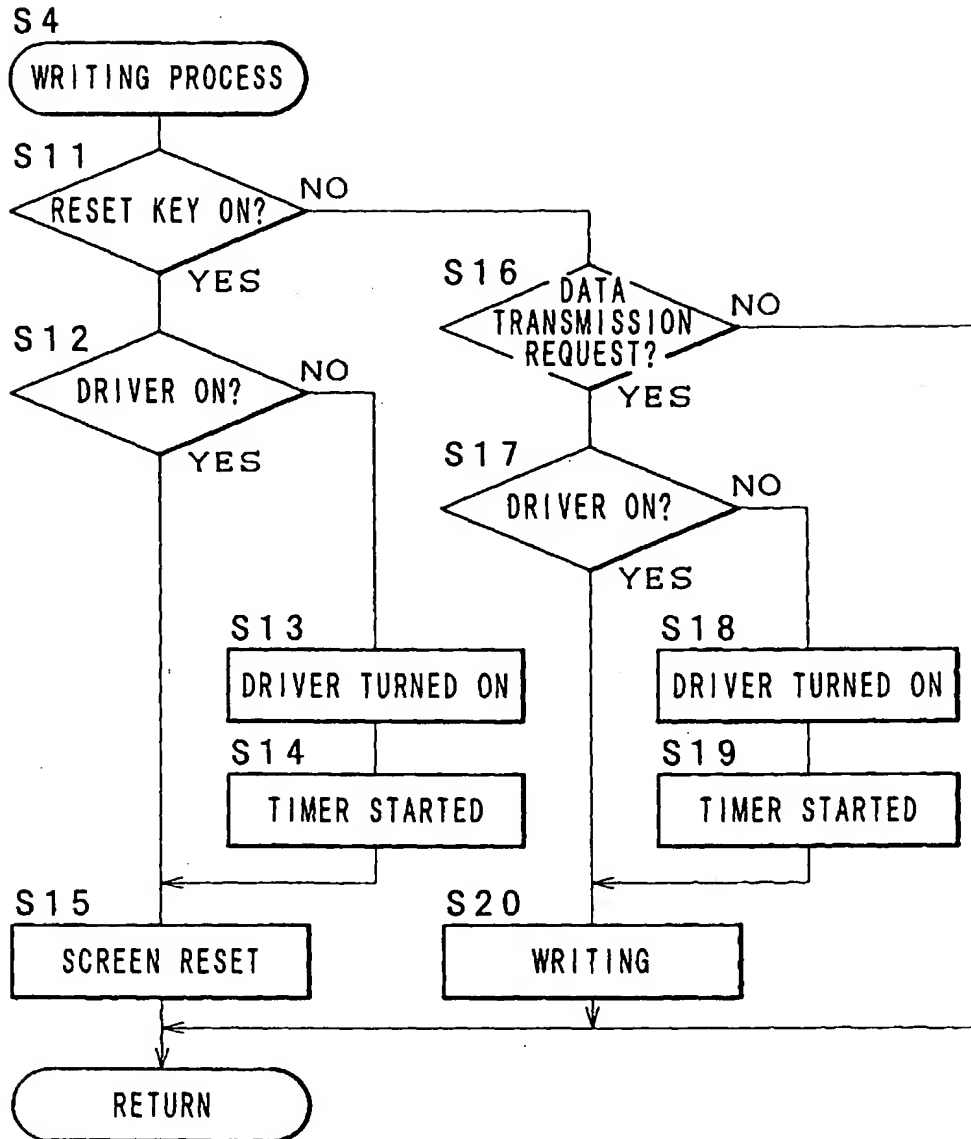 S4
WRITING PROCESS
S11
RESET KEY ON?
NO
YES
S12
DRIVER ON?
NO
YES
S13
DRIVER TURNED ON
S14
TIMER STARTED
S15
SCREEN RESET
S16
DATA
TRANSMISSION
REQUEST?
NO
YES
S17
DRIVER ON?
NO
YES
S18
DRIVER TURNED ON
S19
TIMER STARTED
S20
WRITING
RETURN